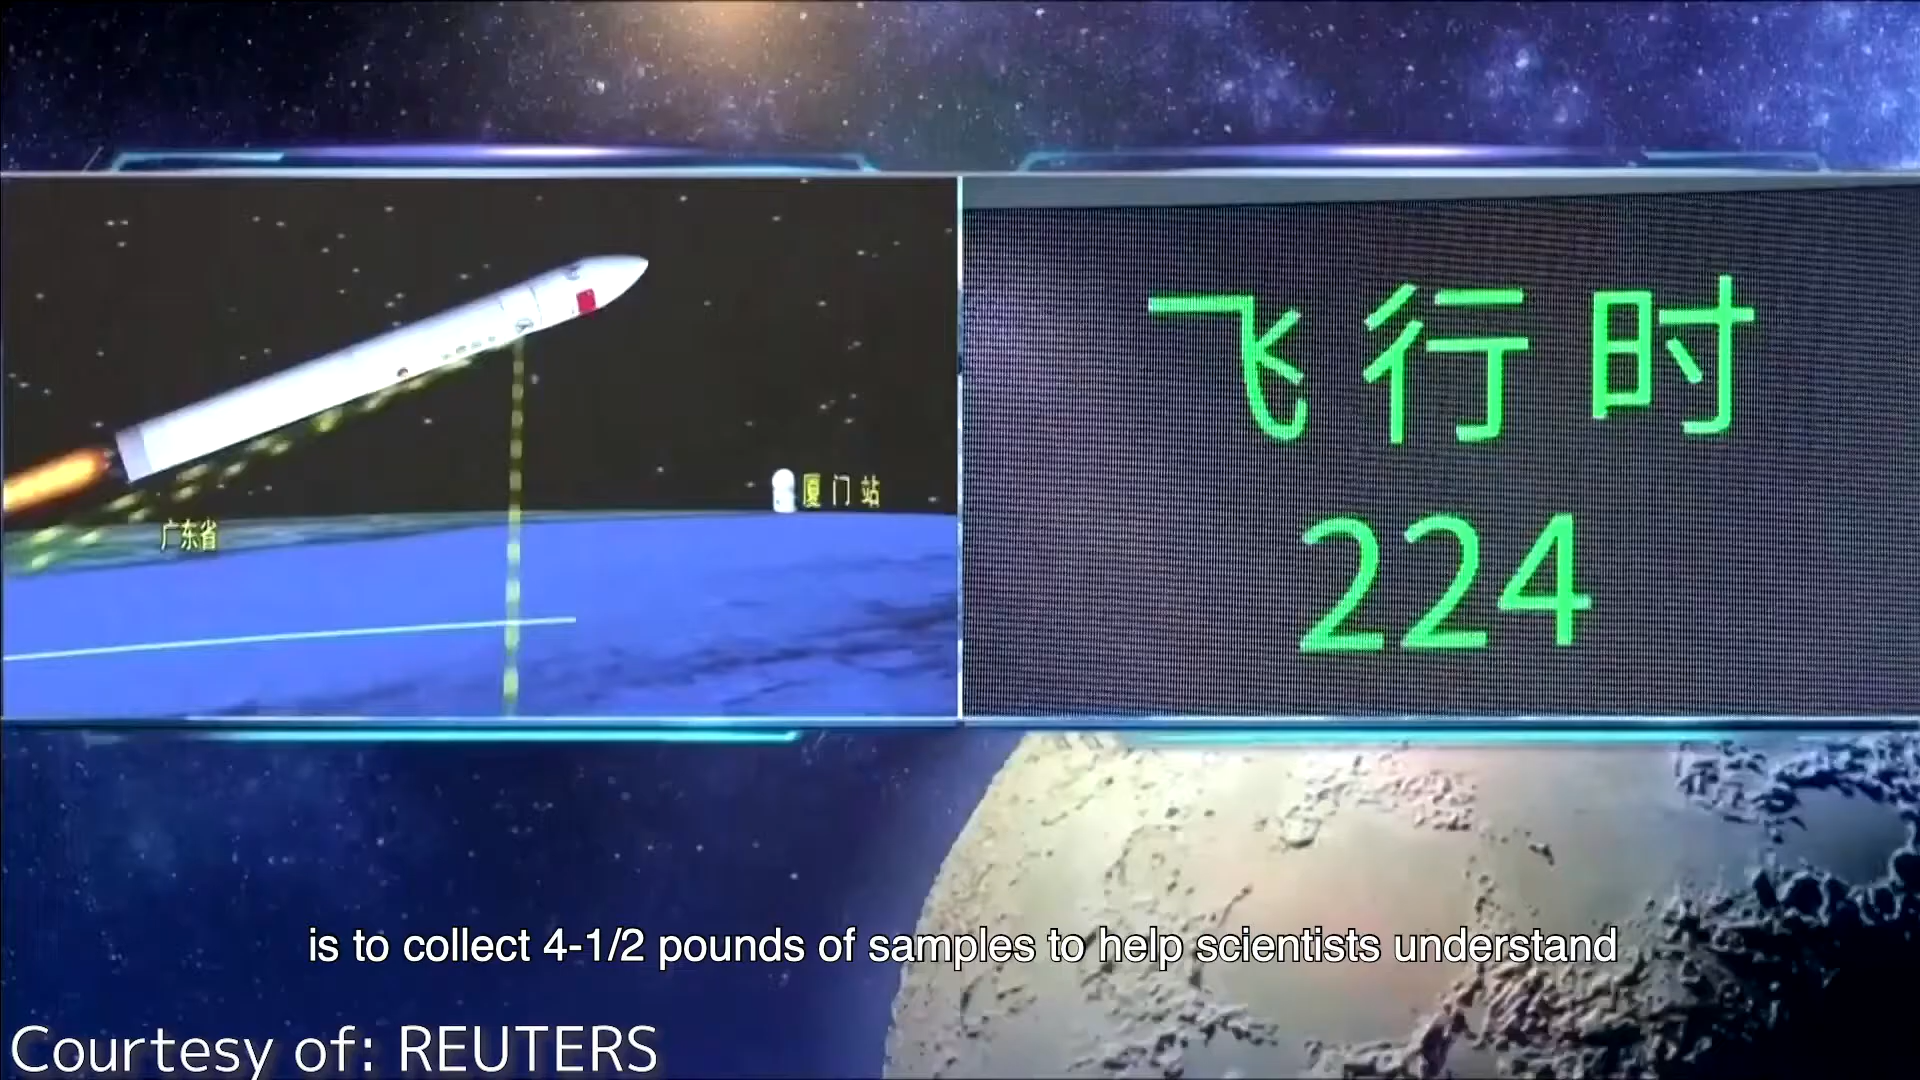 广东省
厦门站
飞行时
224
is to collect 4-1/2 pounds of samples to help scientists understand
Courtesy of: REUTERS